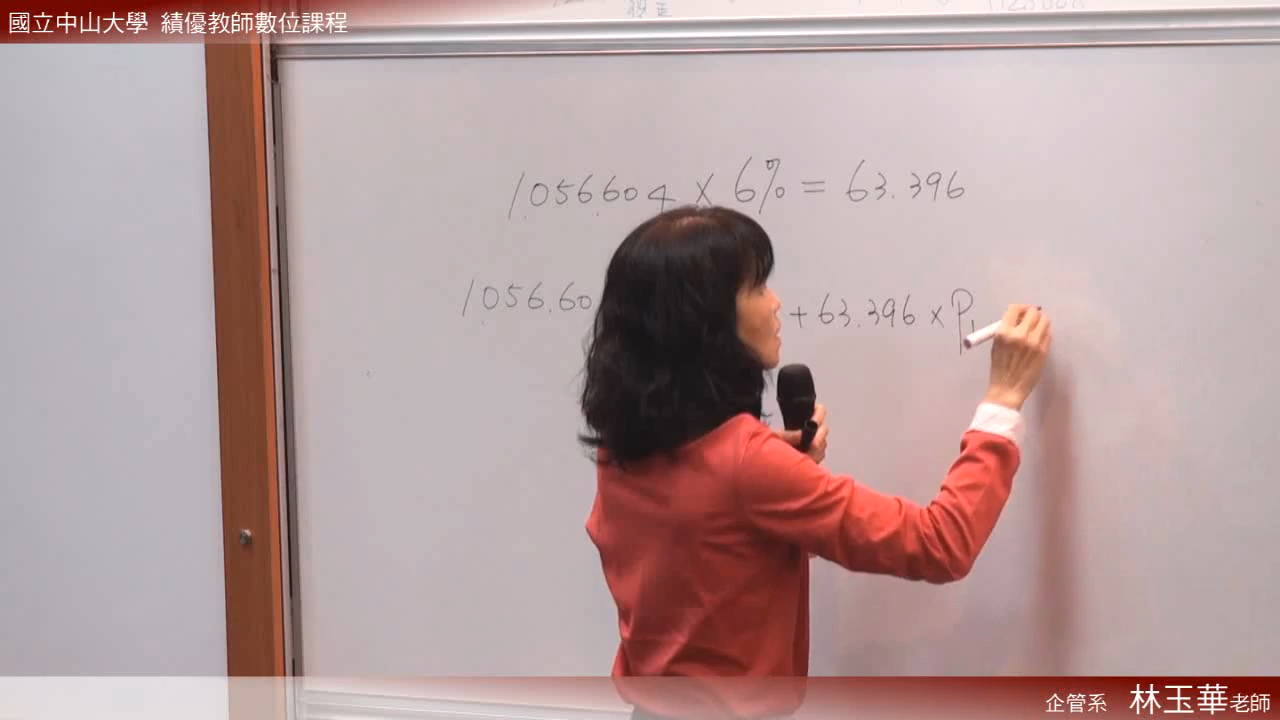 國立中山大學 績優教師數位課程
1,056,604 x 6% = 63.396
1,056,60 + 63.396 x P1
企管系 林玉華老師